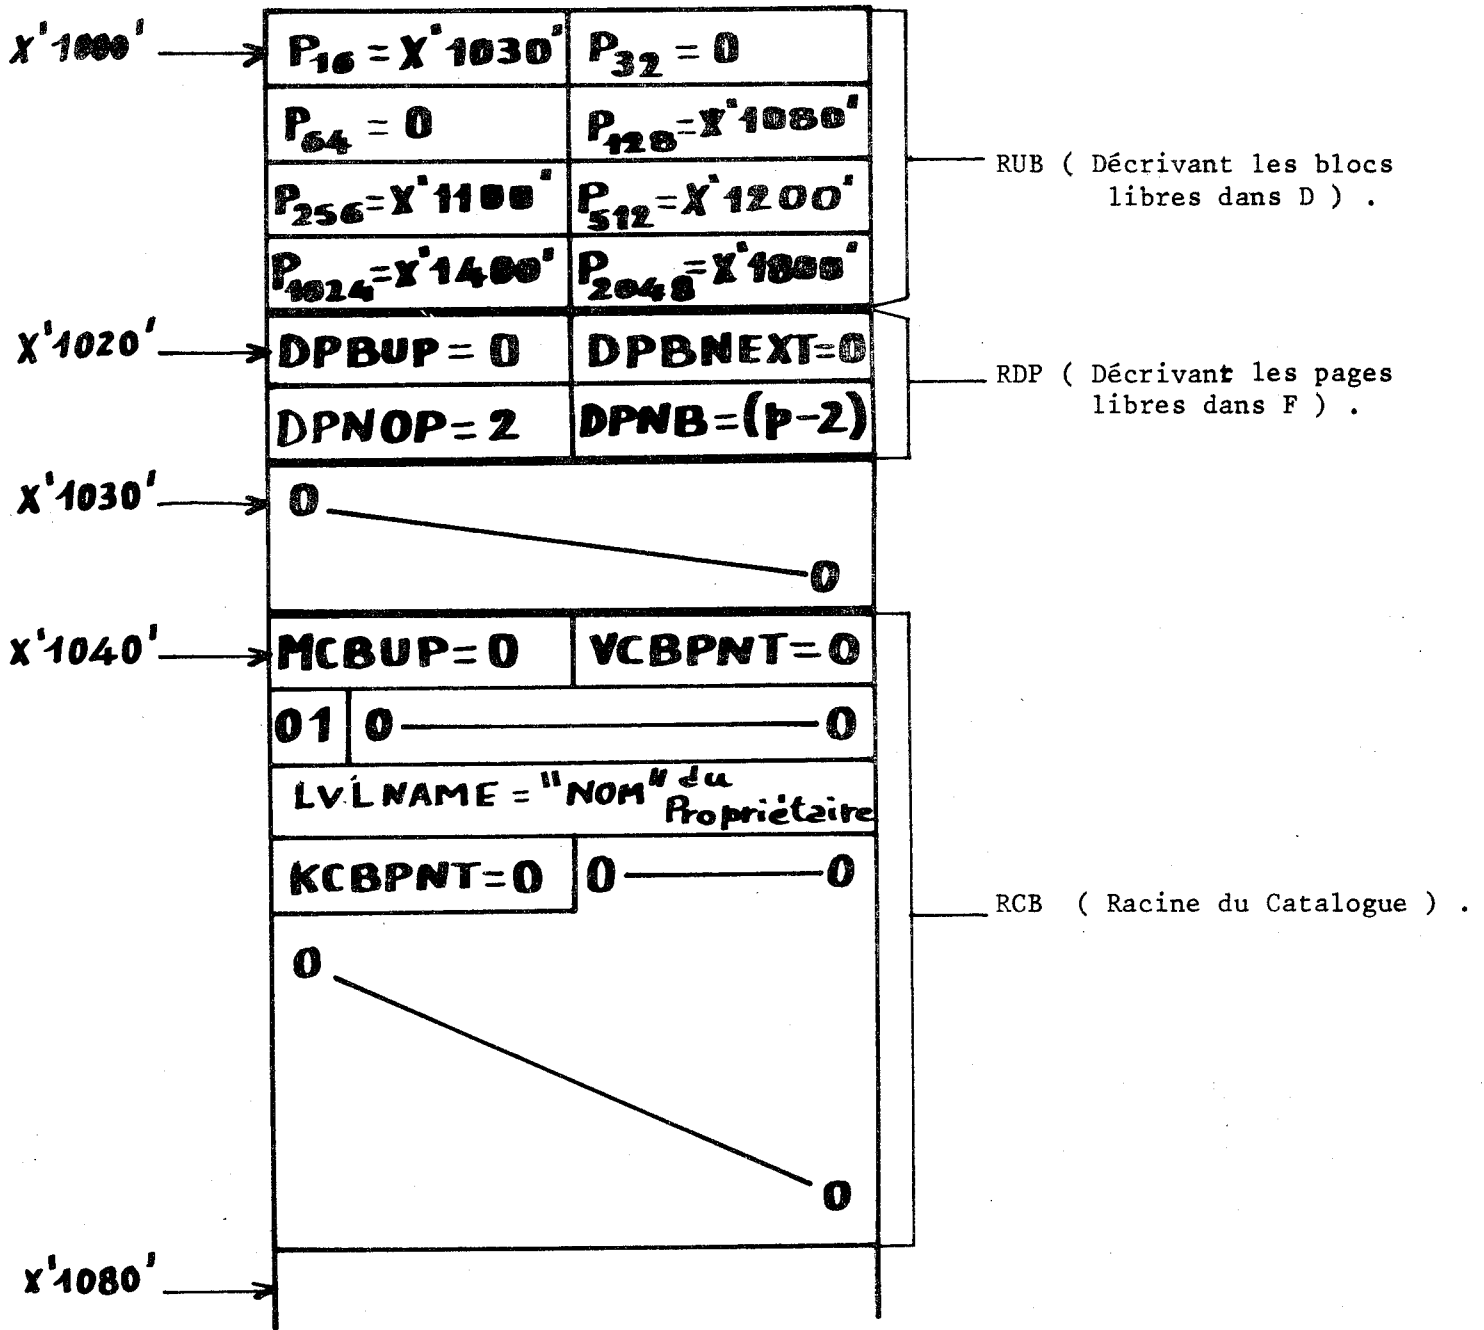 X'1000'
P16 = X'1030' P32 = 0
P64 = 0 P128=X'1080'
P256=X'1100' P512=X'1200'
P1024=X'1400' P2048=X'1800'
RUB ( Décrivant les blocs
libres dans D ) .
X'1020'
DPBUP = 0 DPBNEXT=0
DPNOP=2 DPNB=(p-2)
RDP ( Décrivant les pages
libres dans F ) .
X'1030'
0
0
X'1040'
MCBUP=0 VCBPNT=0
01 0 0
LVLNAME = "NOM" du
Propriétaire
KCBPNT=0 0 0
RCB ( Racine du Catalogue ) .
0
0
X'1080'